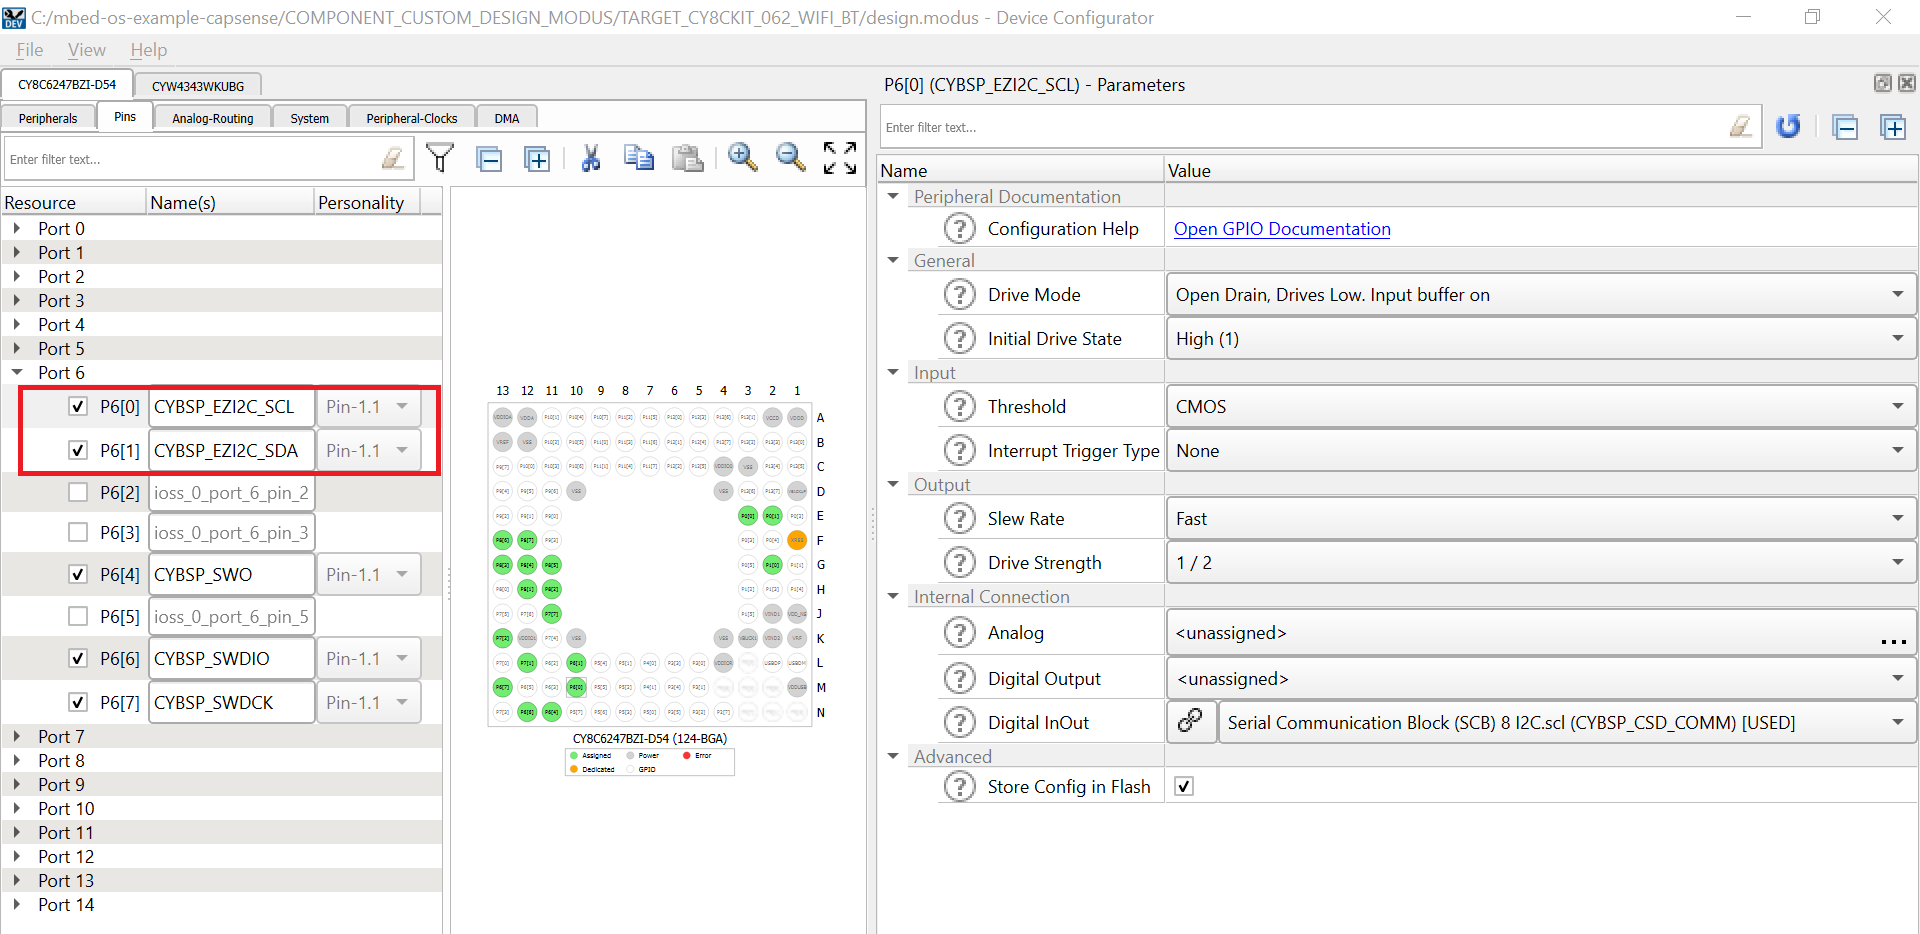 C:/mbed-os-example-capsense/COMPONENT_CUSTOM_DESIGN_MODUS/TARGET_CY8CKIT_062_WIFI_BT/design.modus - Device Configurator
File View Help
CY8C6247BZI-D54 CYW4343WKUBG
Peripherals Pins Analog-Routing System Peripheral-Clocks DMA
Enter filter text...
Resource Name(s) Personality
Port 0
Port 1
Port 2
Port 3
Port 4
Port 5
Port 6
P6[0] CYBSP_EZI2C_SCL Pin-1.1
P6[1] CYBSP_EZI2C_SDA Pin-1.1
P6[2] ioss_0_port_6_pin_2
P6[3] ioss_0_port_6_pin_3
P6[4] CYBSP_SWO Pin-1.1
P6[5] ioss_0_port_6_pin_5
P6[6] CYBSP_SWDIO Pin-1.1
P6[7] CYBSP_SWDCK Pin-1.1
Port 7
Port 8
Port 9
Port 10
Port 11
Port 12
Port 13
Port 14
13 12 11 10 9 8 7 6 5 4 3 2 1
A
B
C
D
E
F
G
H
J
K
L
M
N
CY8C6247BZI-D54 (124-BGA)
Assigned Power Error
Dedicated GPIO
P6[0] (CYBSP_EZI2C_SCL) - Parameters
Enter filter text...
Name Value
Peripheral Documentation
Configuration Help Open GPIO Documentation
General
Drive Mode Open Drain, Drives Low. Input buffer on
Initial Drive State High (1)
Input
Threshold CMOS
Interrupt Trigger Type None
Output
Slew Rate Fast
Drive Strength 1 / 2
Internal Connection
Analog <unassigned> ...
Digital Output <unassigned>
Digital InOut Serial Communication Block (SCB) 8 I2C.scl (CYBSP_CSD_COMM) [USED]
Advanced
Store Config in Flash